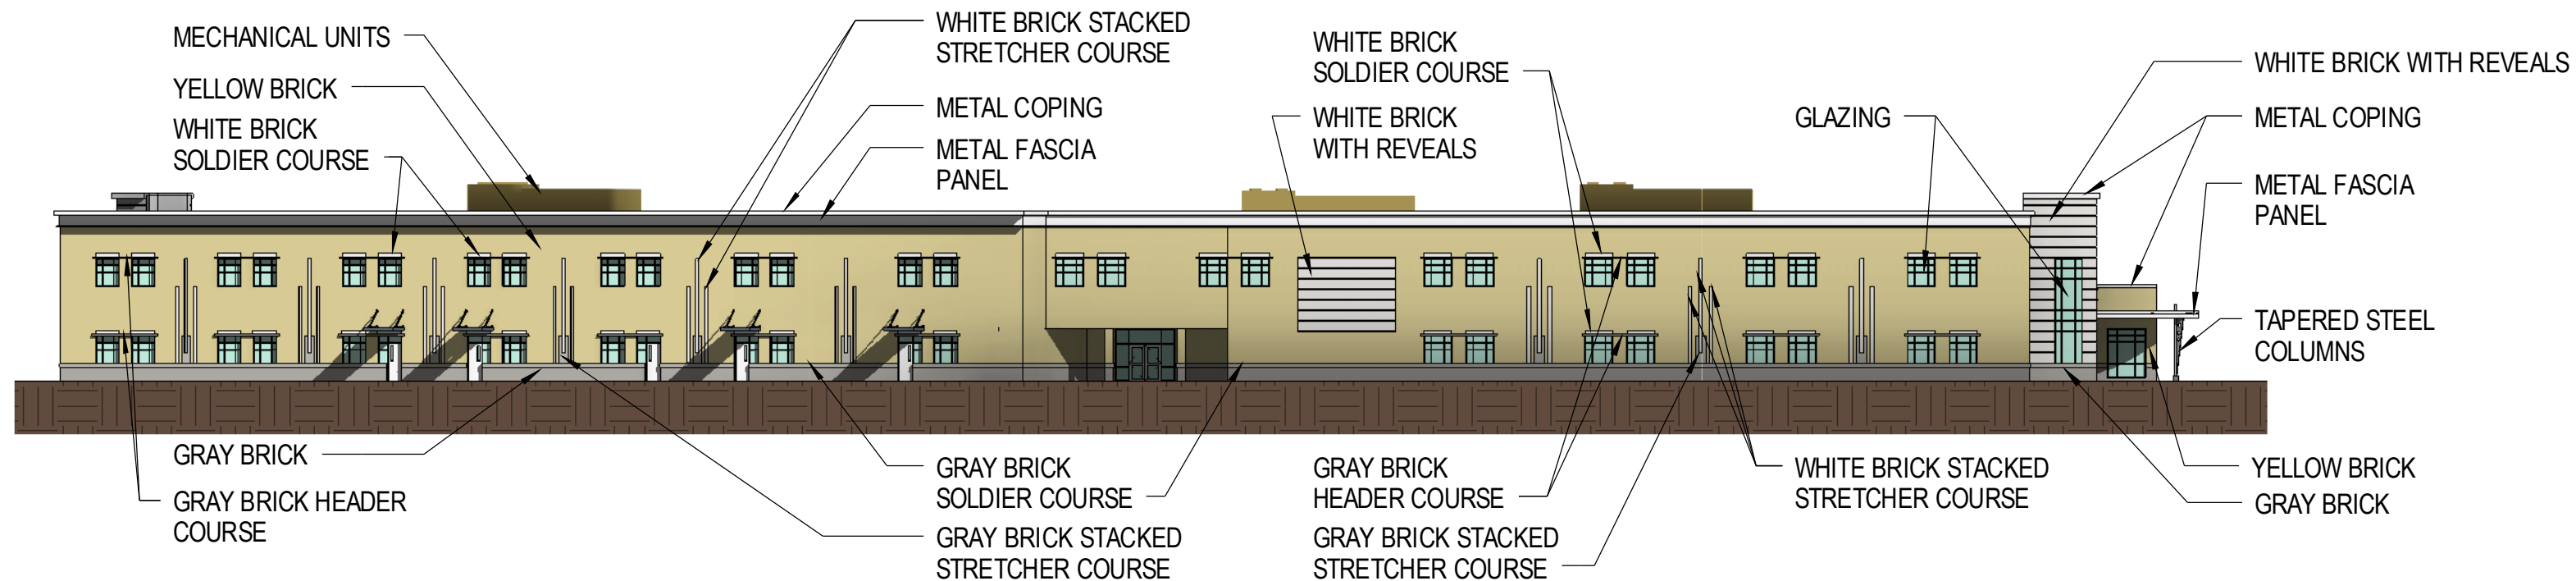 MECHANICAL UNITS
YELLOW BRICK
WHITE BRICK
SOLDIER COURSE
WHITE BRICK STACKED
STRETCHER COURSE
METAL COPING
METAL FASCIA
PANEL
WHITE BRICK
SOLDIER COURSE
WHITE BRICK
WITH REVEALS
GLAZING
WHITE BRICK WITH REVEALS
METAL COPING
METAL FASCIA
PANEL
TAPERED STEEL
COLUMNS
GRAY BRICK
GRAY BRICK HEADER
COURSE
GRAY BRICK
SOLDIER COURSE
GRAY BRICK STACKED
STRETCHER COURSE
GRAY BRICK
HEADER COURSE
GRAY BRICK STACKED
STRETCHER COURSE
WHITE BRICK STACKED
STRETCHER COURSE
YELLOW BRICK
GRAY BRICK